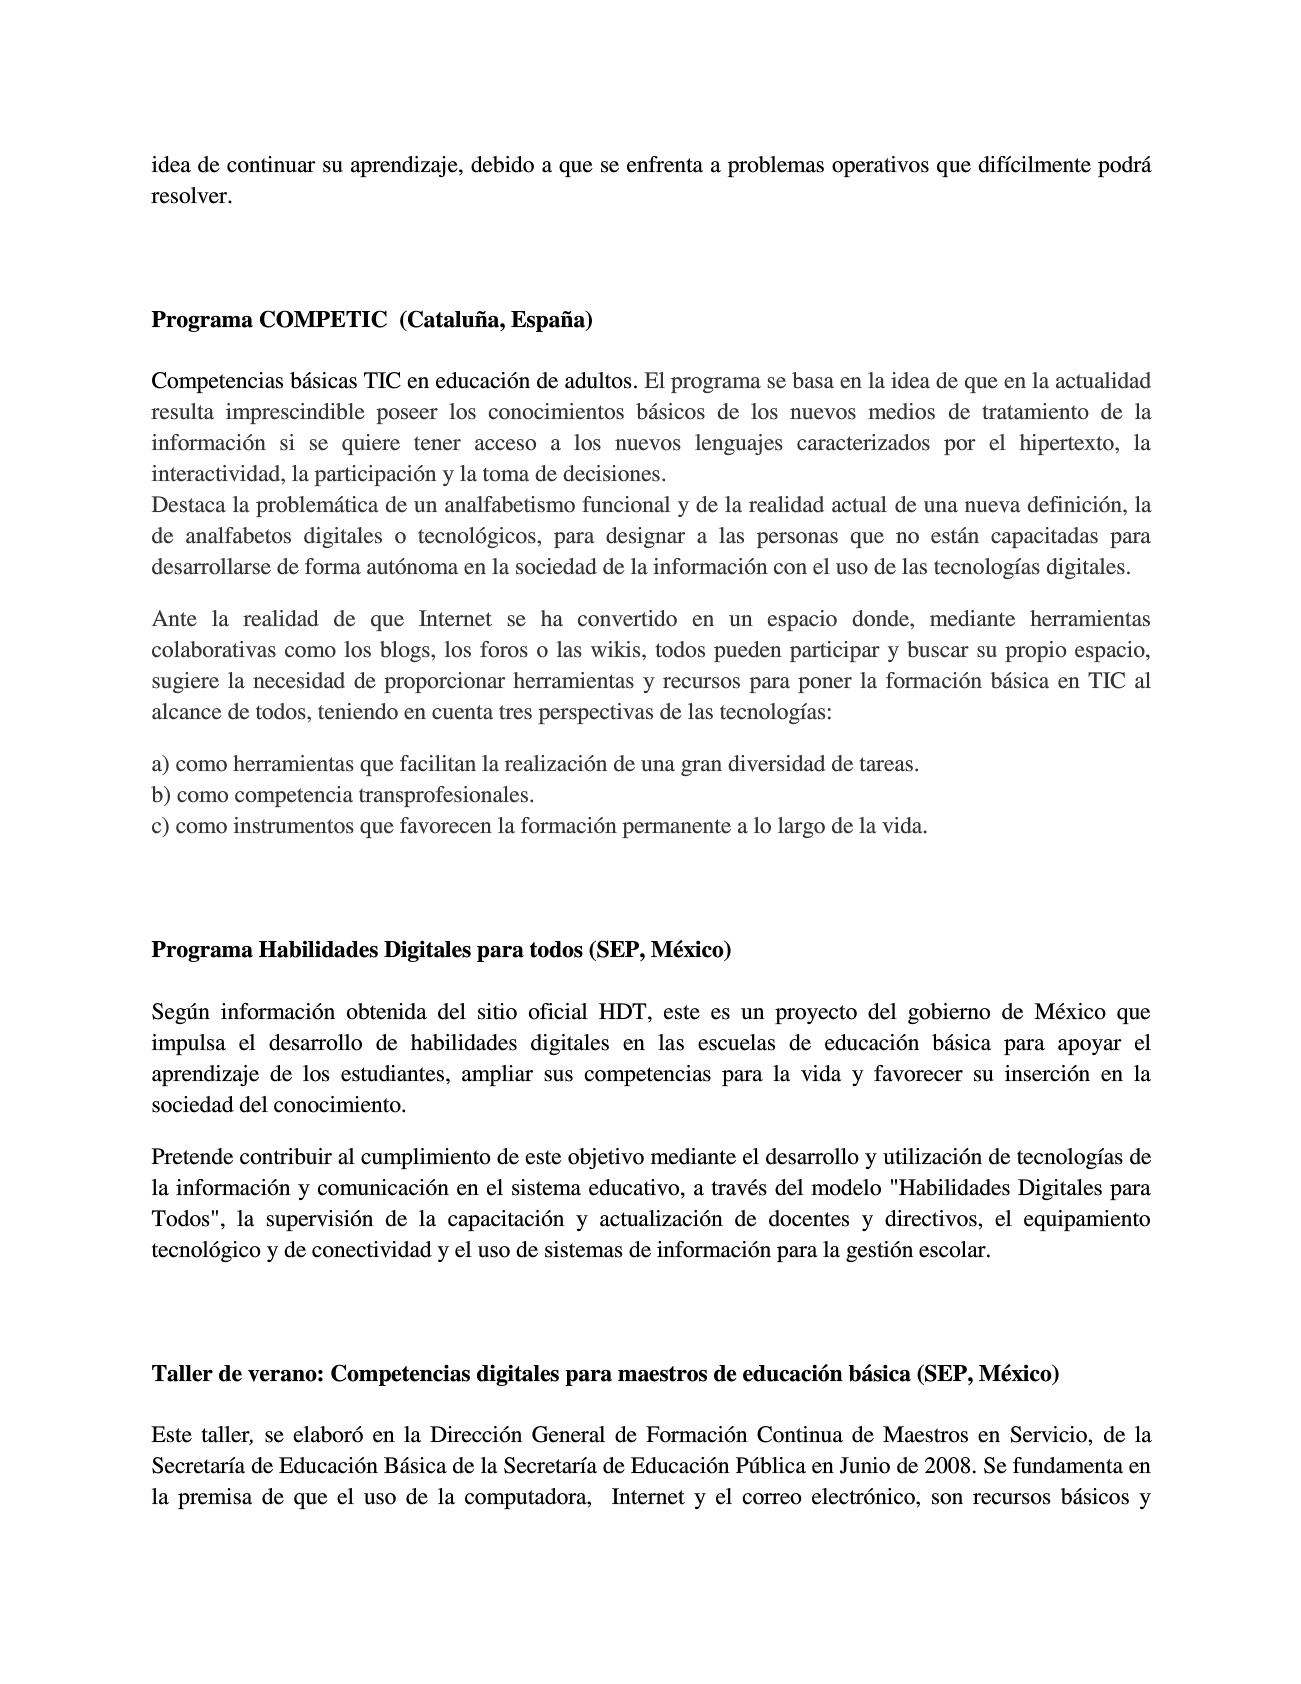 idea de continuar su aprendizaje, debido a que se enfrenta a problemas operativos que difícilmente podrá
resolver.
Programa COMPETIC  (Cataluña, España)
Competencias básicas TIC en educación de adultos. El programa se basa en la idea de que en la actualidad
resulta imprescindible poseer los conocimientos básicos de los nuevos medios de tratamiento de la
información si se quiere tener acceso a los nuevos lenguajes caracterizados por el hipertexto, la
interactividad, la participación y la toma de decisiones.
Destaca la problemática de un analfabetismo funcional y de la realidad actual de una nueva definición, la
de analfabetos digitales o tecnológicos, para designar a las personas que no están capacitadas para
desarrollarse de forma autónoma en la sociedad de la información con el uso de las tecnologías digitales.
Ante la realidad de que Internet se ha convertido en un espacio donde, mediante herramientas
colaborativas como los blogs, los foros o las wikis, todos pueden participar y buscar su propio espacio,
sugiere la necesidad de proporcionar herramientas y recursos para poner la formación básica en TIC al
alcance de todos, teniendo en cuenta tres perspectivas de las tecnologías:
a) como herramientas que facilitan la realización de una gran diversidad de tareas.
b) como competencia transprofesionales.
c) como instrumentos que favorecen la formación permanente a lo largo de la vida.
Programa Habilidades Digitales para todos (SEP, México)
Según información obtenida del sitio oficial HDT, este es un proyecto del gobierno de México que
impulsa el desarrollo de habilidades digitales en las escuelas de educación básica para apoyar el
aprendizaje de los estudiantes, ampliar sus competencias para la vida y favorecer su inserción en la
sociedad del conocimiento.
Pretende contribuir al cumplimiento de este objetivo mediante el desarrollo y utilización de tecnologías de
la información y comunicación en el sistema educativo, a través del modelo "Habilidades Digitales para
Todos", la supervisión de la capacitación y actualización de docentes y directivos, el equipamiento
tecnológico y de conectividad y el uso de sistemas de información para la gestión escolar.
Taller de verano: Competencias digitales para maestros de educación básica (SEP, México)
Este taller, se elaboró en la Dirección General de Formación Continua de Maestros en Servicio, de la
Secretaría de Educación Básica de la Secretaría de Educación Pública en Junio de 2008. Se fundamenta en
la premisa de que el uso de la computadora,  Internet y el correo electrónico, son recursos básicos y